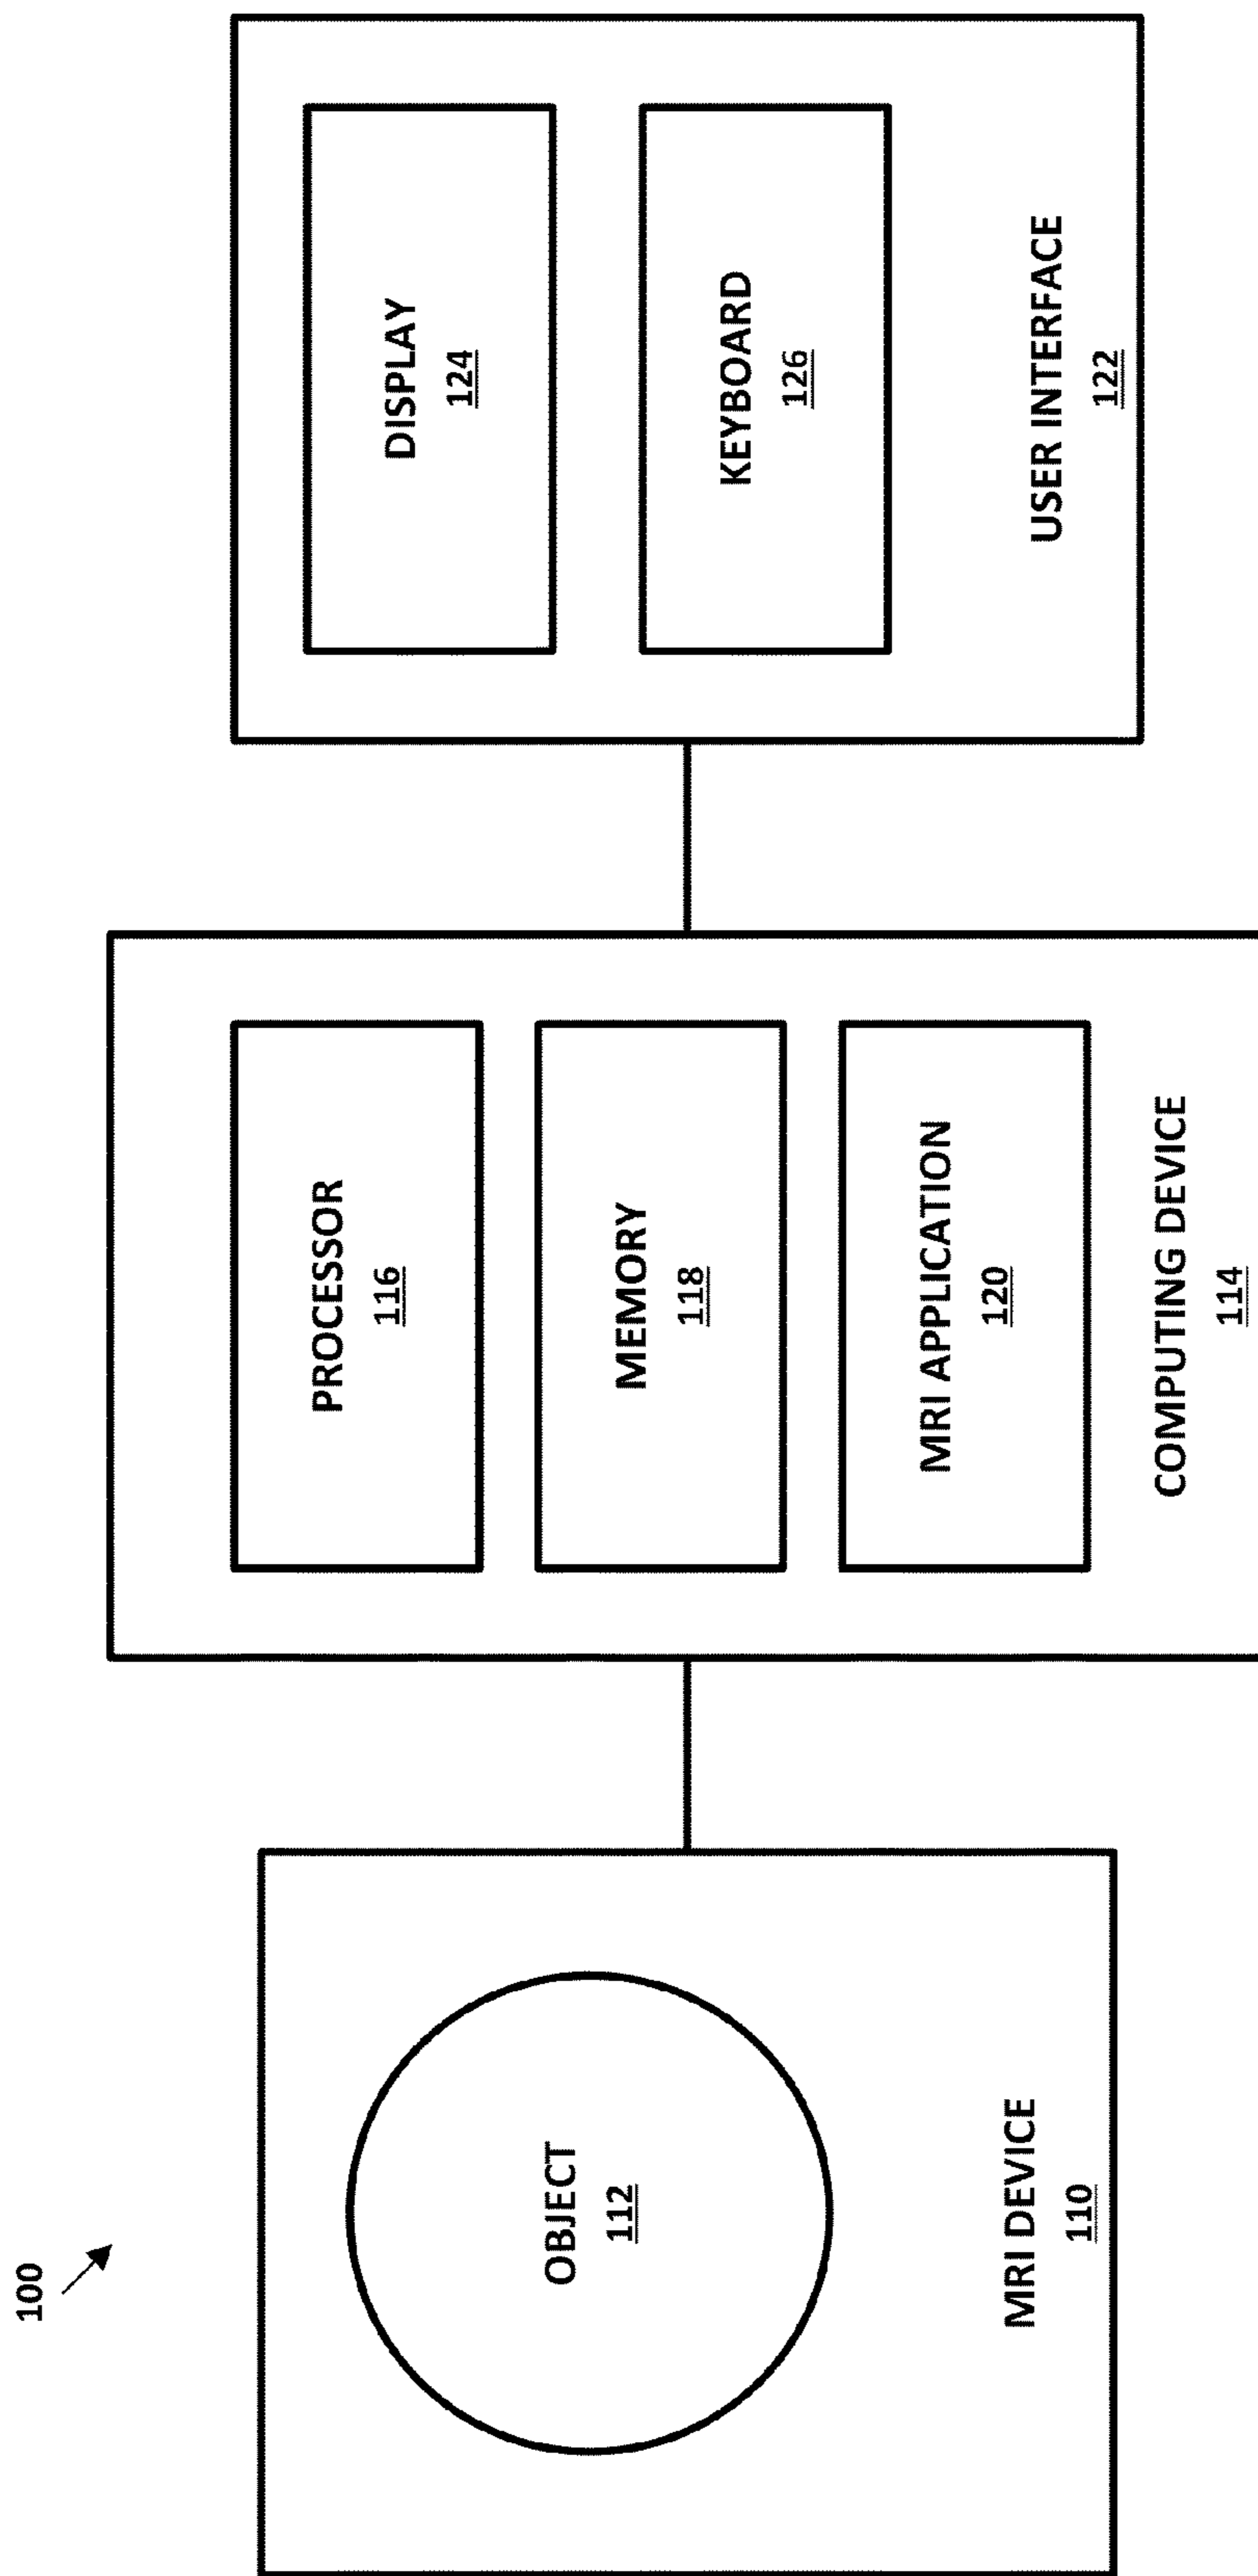 100
OBJECT
112
MRI DEVICE
110
PROCESSOR
116
MEMORY
118
MRI APPLICATION
120
COMPUTING DEVICE
114
DISPLAY
124
KEYBOARD
126
USER INTERFACE
122